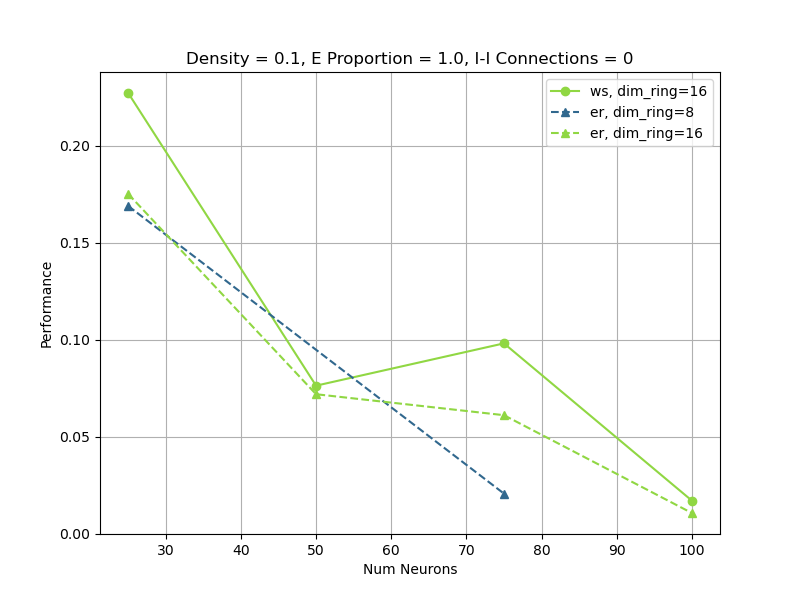 Density = 0.1, E Proportion = 1.0, I-I Connections = 0
ws, dim_ring=16
er, dim_ring=8
er, dim_ring=16
Performance
0.20
0.15
0.10
0.05
0.00
30 40 50 60 70 80 90 100
Num Neurons